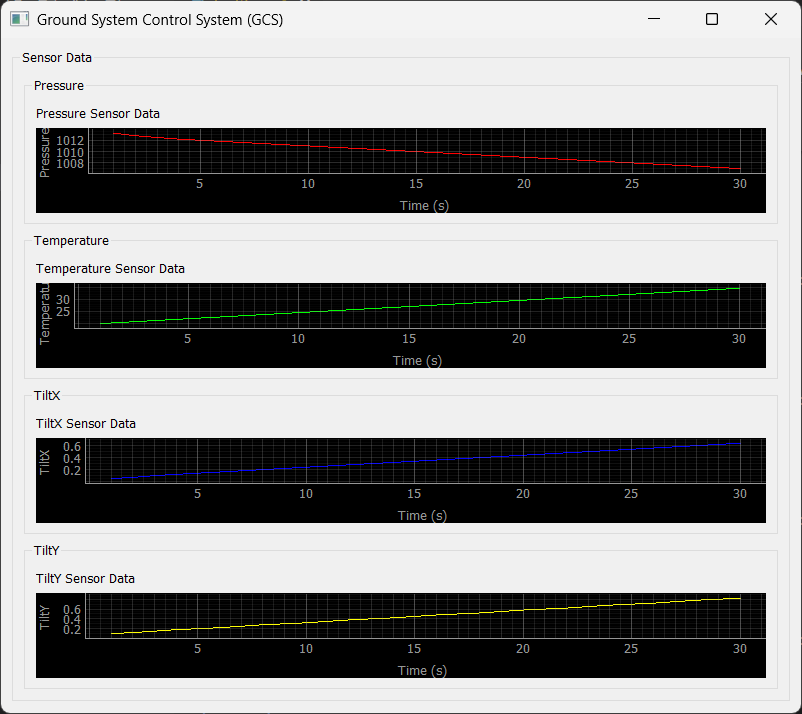 Ground System Control System (GCS)
Sensor Data
Pressure
Pressure Sensor Data
Pressure
1012
1010
1008
5 10 15 20 25 30
Time (s)
Temperature
Temperature Sensor Data
Temperatu
30
25
5 10 15 20 25 30
Time (s)
TiltX
TiltX Sensor Data
TiltX
0.6
0.4
0.2
5 10 15 20 25 30
Time (s)
TiltY
TiltY Sensor Data
TiltY
0.6
0.4
0.2
5 10 15 20 25 30
Time (s)